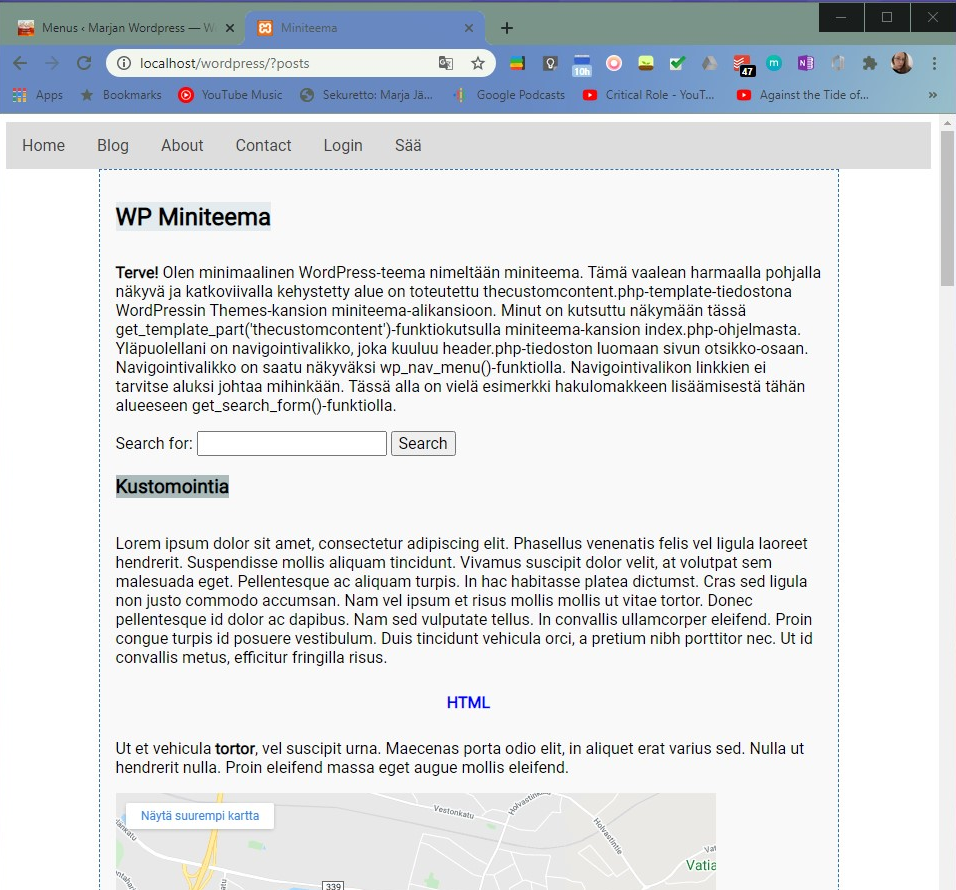 Menus ‹ Marjan Wordpress — W
Miniteema
localhost/wordpress/?posts
10h
47
m
Apps
Bookmarks
YouTube Music
Sekuretto: Marja Jä...
Google Podcasts
Critical Role - YouT...
Against the Tide of...
Home
Blog
About
Contact
Login
Sää
WP Miniteema
Terve! Olen minimaalinen WordPress-teema nimeltään miniteema. Tämä vaalean harmaalla pohjalla
näkyvä ja katkoviivalla kehystetty alue on toteutettu thecustomcontent.php-template-tiedostona
WordPressin Themes-kansion miniteema-alikansioon. Minut on kutsuttu näkymään tässä
get_template_part('thecustomcontent')-funktiokutsulla miniteema-kansion index.php-ohjelmasta.
Yläpuolellani on navigointivalikko, joka kuuluu header.php-tiedoston luomaan sivun otsikko-osaan.
Navigointivalikko on saatu näkyväksi wp_nav_menu()-funktiolla. Navigointivalikon linkkien ei
tarvitse aluksi johtaa mihinkään. Tässä alla on vielä esimerkki hakulomakkeen lisäämisestä tähän
alueeseen get_search_form()-funktiolla.
Search for:
Search
Kustomointia
Lorem ipsum dolor sit amet, consectetur adipiscing elit. Phasellus venenatis felis vel ligula laoreet
hendrerit. Suspendisse mollis aliquam tincidunt. Vivamus suscipit dolor velit, at volutpat sem
malesuada eget. Pellentesque ac aliquam turpis. In hac habitasse platea dictumst. Cras sed ligula
non justo commodo accumsan. Nam vel ipsum et risus mollis mollis ut vitae tortor. Donec
pellentesque id dolor ac dapibus. Nam sed vulputate tellus. In convallis ullamcorper eleifend. Proin
congue turpis id posuere vestibulum. Duis tincidunt vehicula orci, a pretium nibh porttitor nec. Ut id
convallis metus, efficitur fringilla risus.
HTML
Ut et vehicula tortor, vel suscipit urna. Maecenas porta odio elit, in aliquet erat varius sed. Nulla ut
hendrerit nulla. Proin eleifend massa eget augue mollis eleifend.
Näytä suurempi kartta
Vestonkatu
Holvastinkatu
Holvastintie
Vatia
339